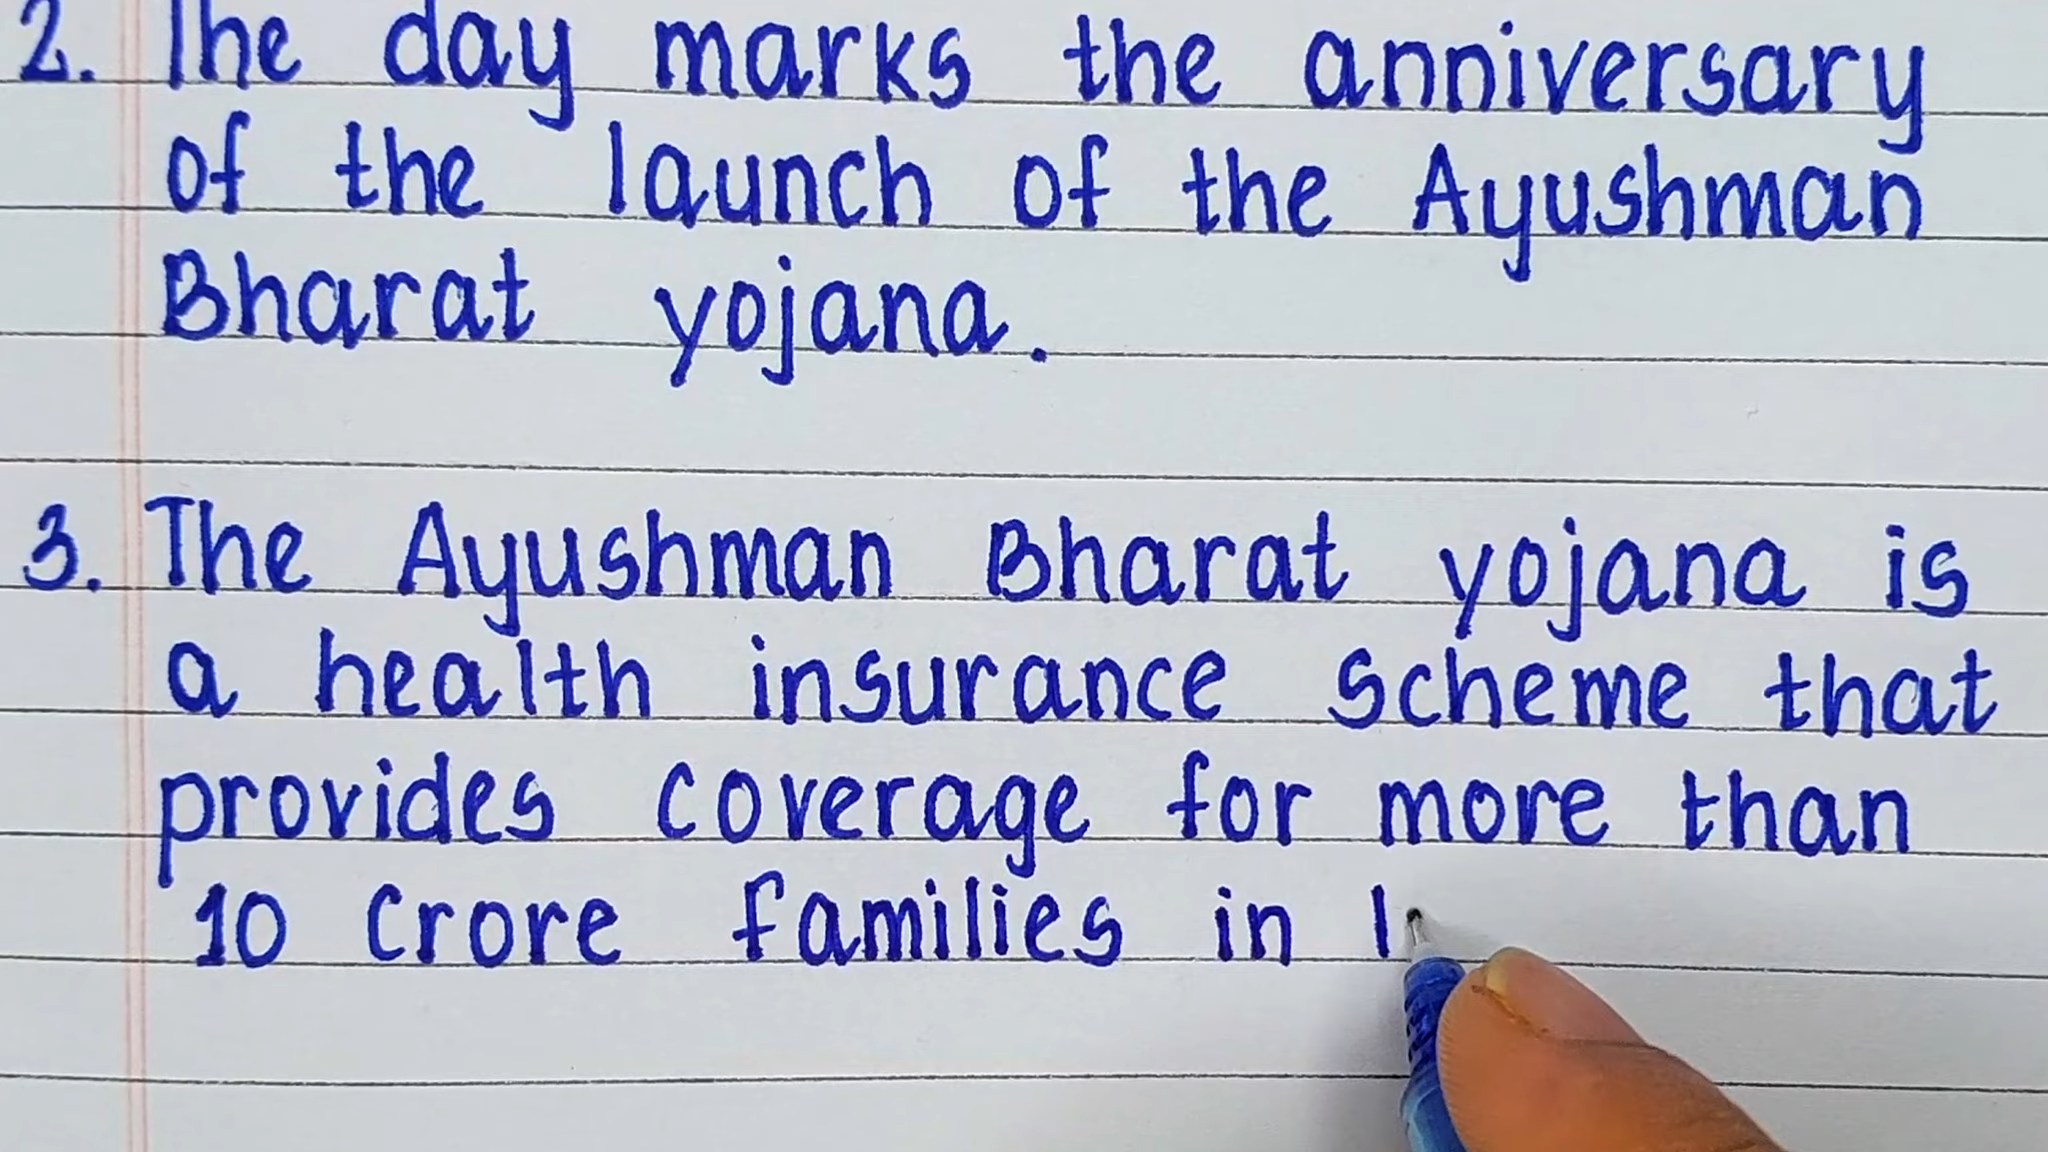 2. The day marks the anniversary
of the launch of the Ayushman
Bharat yojana.
3. The Ayushman Bharat yojana is
a health insurance scheme that
provides coverage for more than
10 Crore families in I